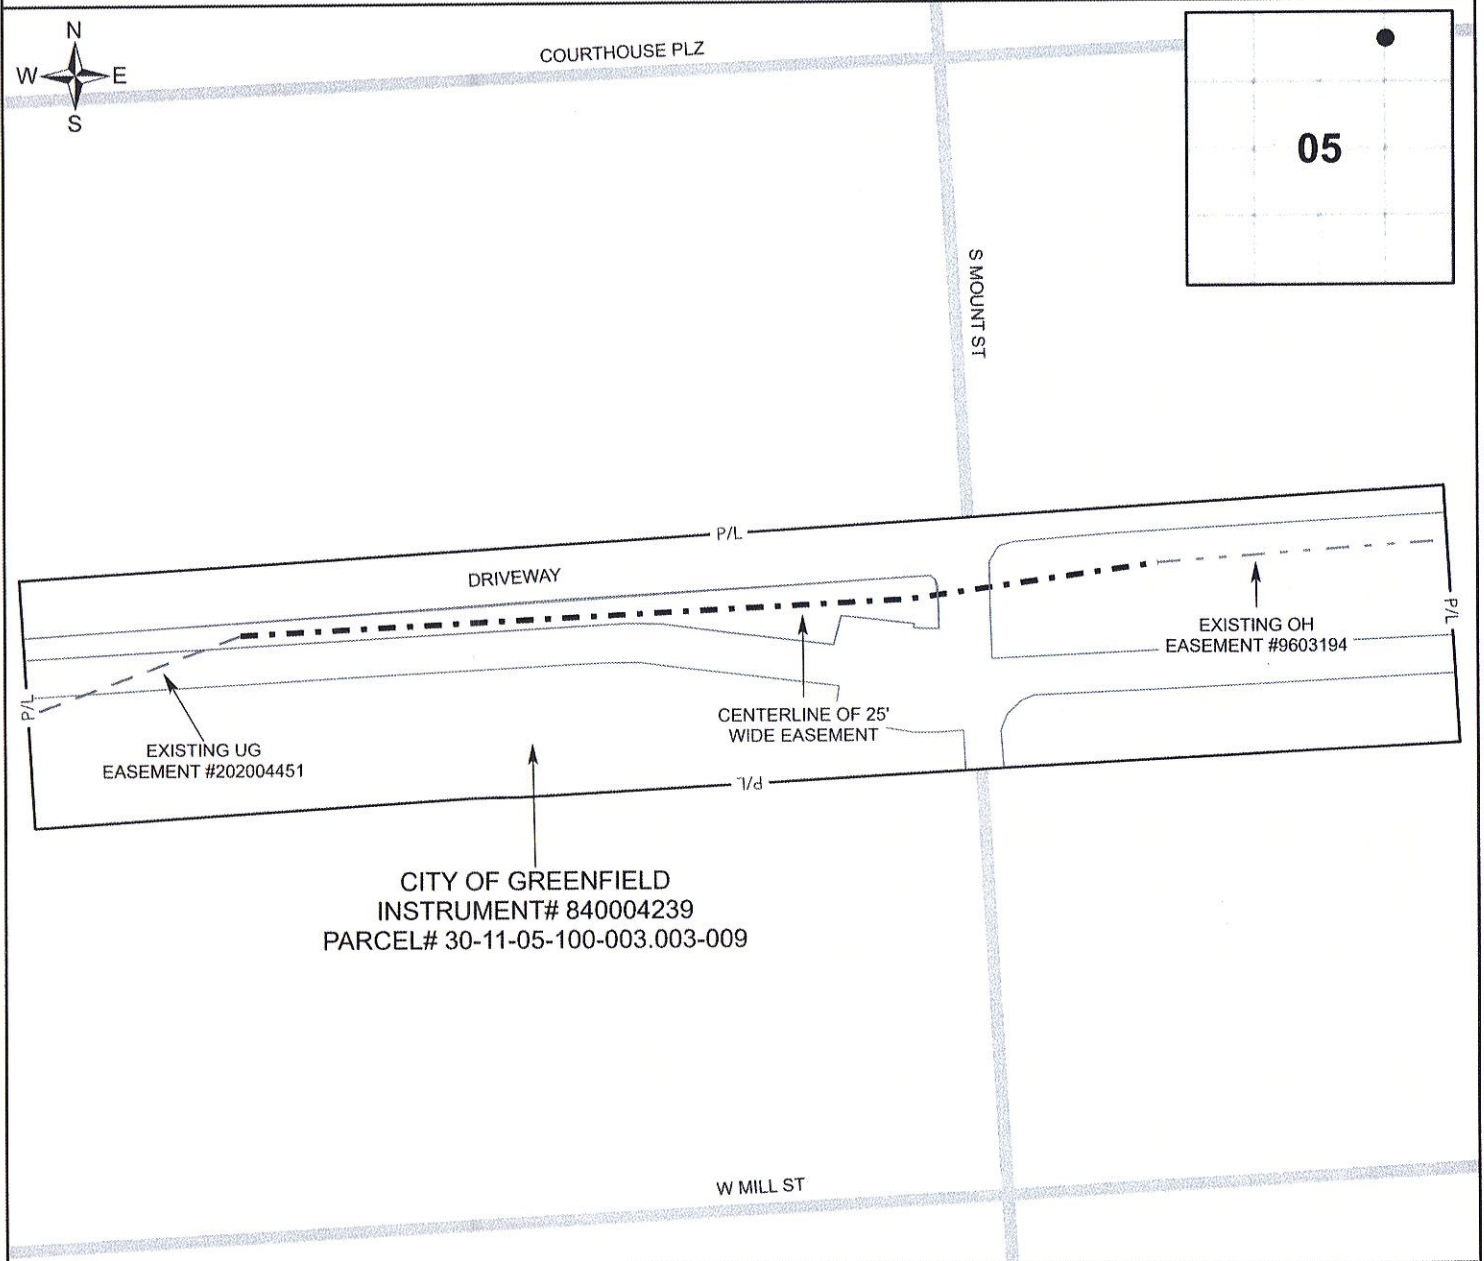 N
W E
S
COURTHOUSE PLZ
05
S MOUNT ST
P/L
DRIVEWAY
P/L
EXISTING OH
EASEMENT #9603194
P/L
CENTERLINE OF 25'
WIDE EASEMENT
EXISTING UG
EASEMENT #202004451
P/L
CITY OF GREENFIELD
INSTRUMENT# 840004239
PARCEL# 30-11-05-100-003.003-009
W MILL ST